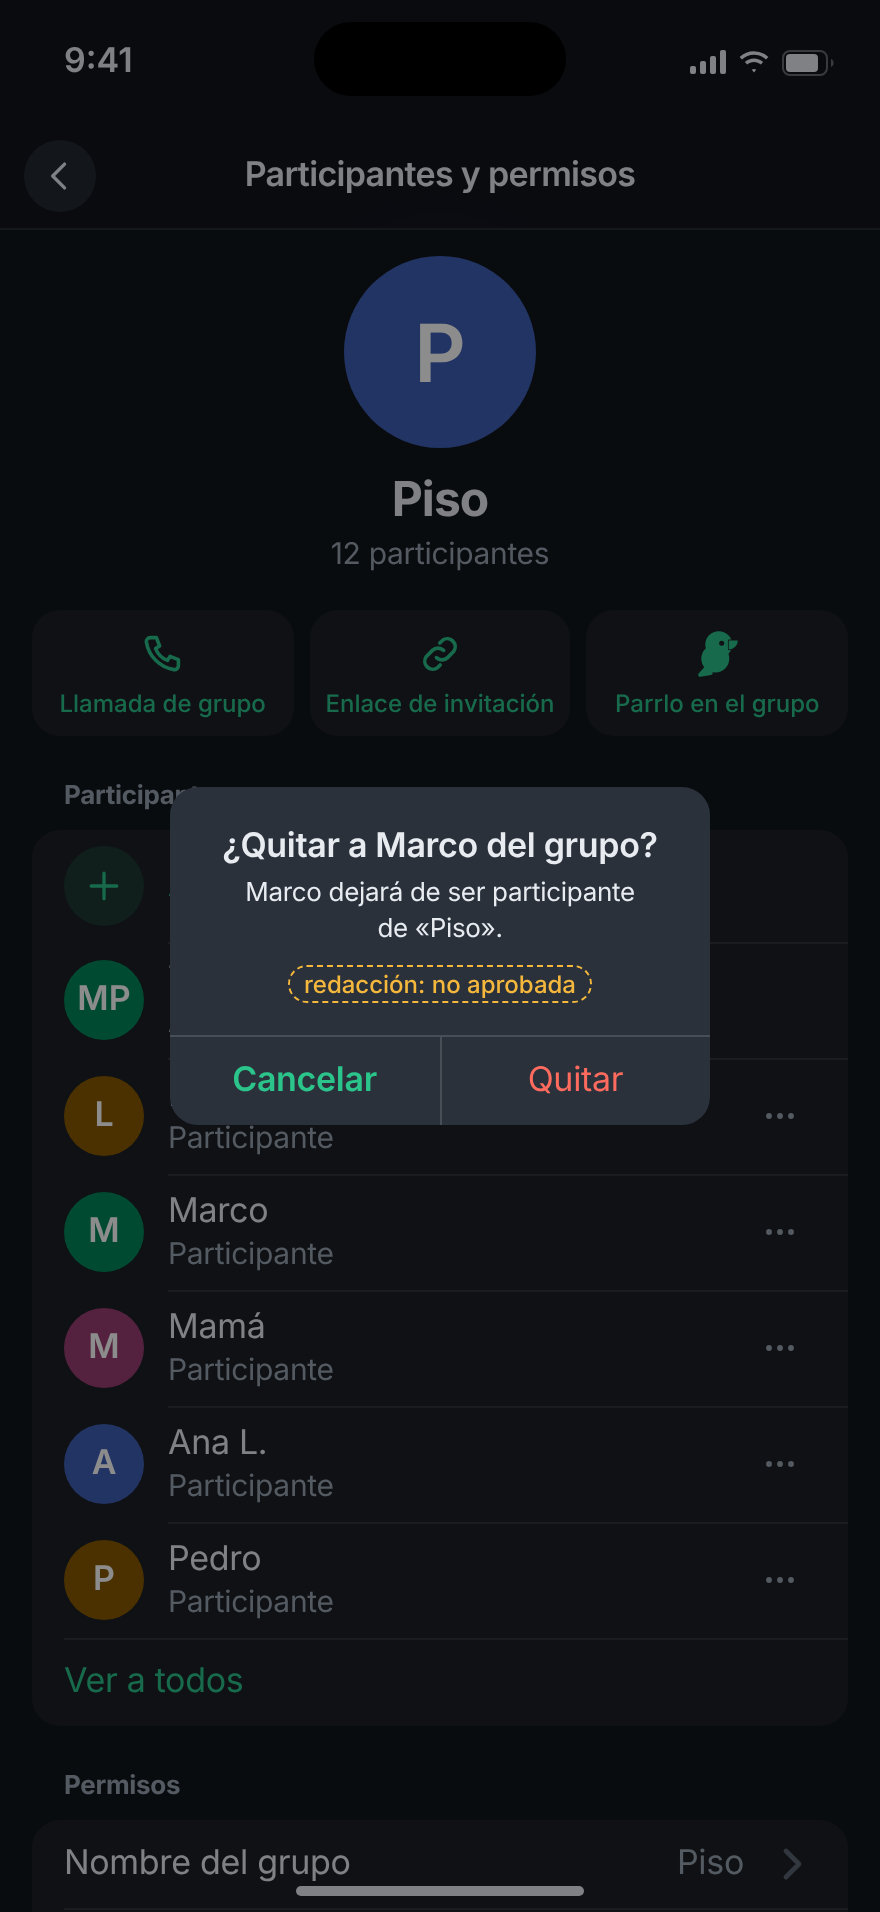 9:41
Participantes y permisos
P
Piso
12 participantes
Llamada de grupo
Enlace de invitación
Parrlo en el grupo
¿Quitar a Marco del grupo?
Marco dejará de ser participante
de «Piso».
redacción: no aprobada
Cancelar
Quitar
MP
L
Participante
M
Marco
Participante
M
Mamá
Participante
A
Ana L.
Participante
P
Pedro
Participante
Ver a todos
Permisos
Nombre del grupo
Piso